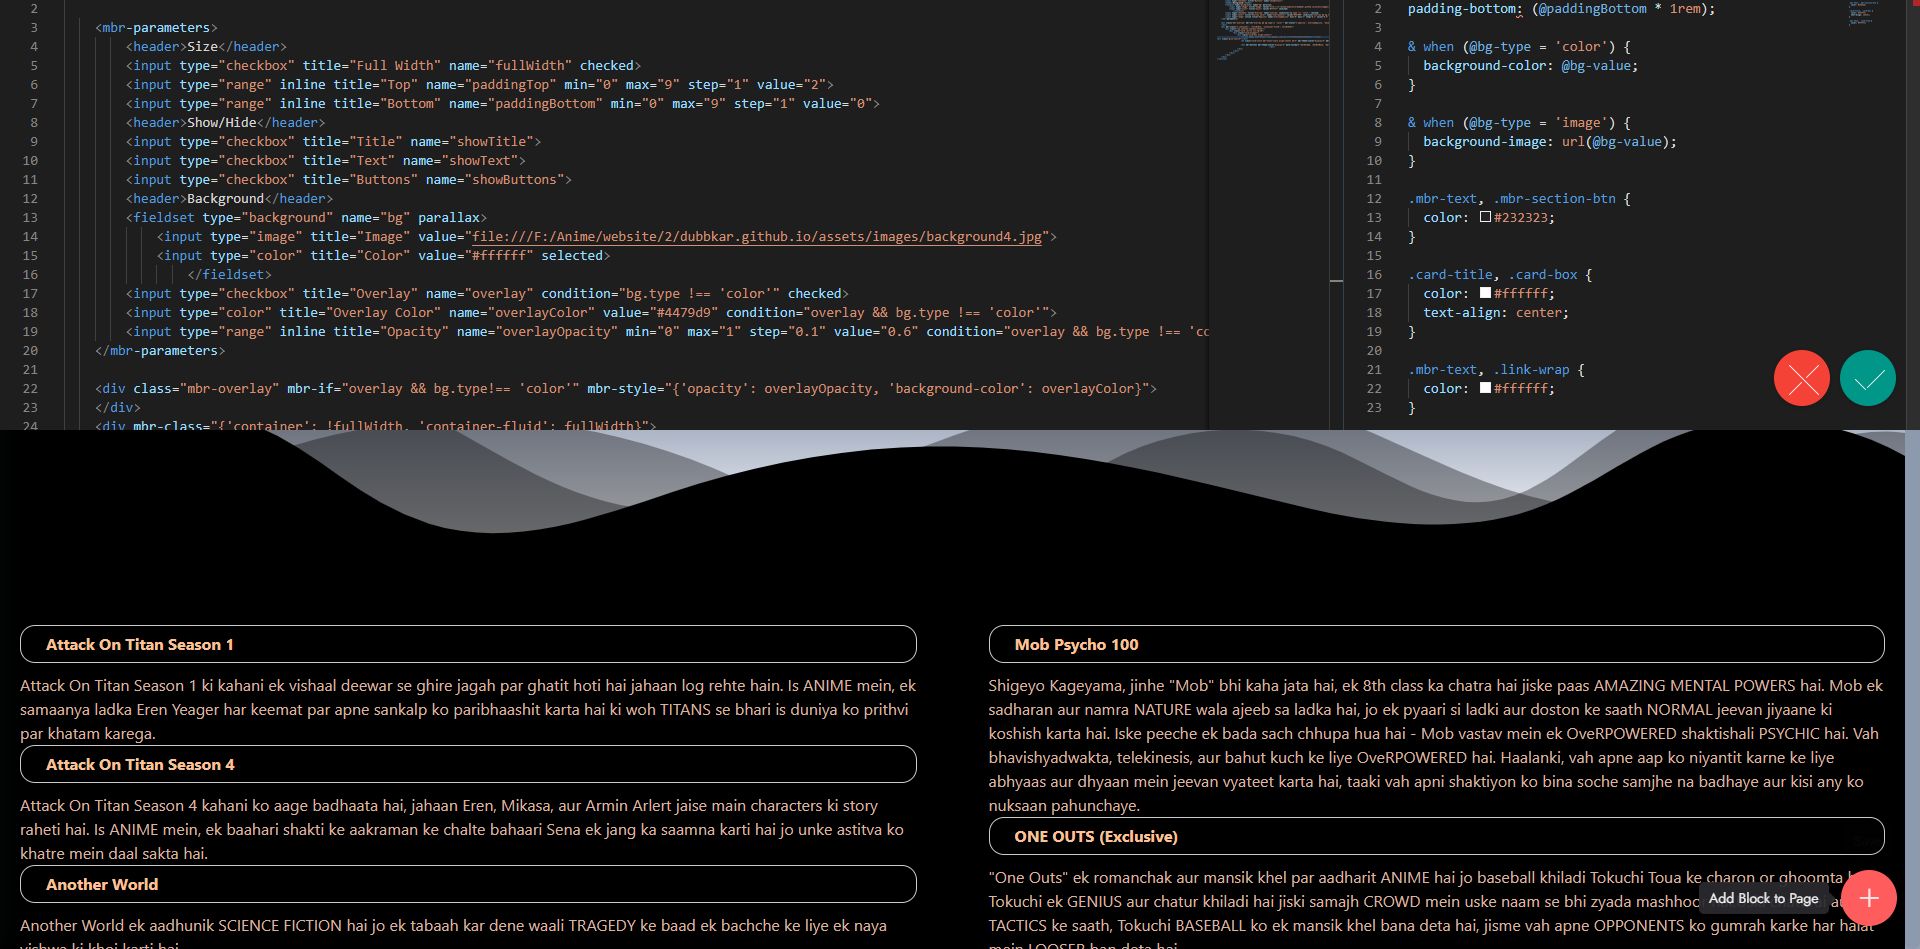 2
3 <mbr-parameters>
4 <header>Size</header>
5 <input type="checkbox" title="Full Width" name="fullWidth" checked>
6 <input type="range" inline title="Top" name="paddingTop" min="0" max="9" step="1" value="2">
7 <input type="range" inline title="Bottom" name="paddingBottom" min="0" max="9" step="1" value="0">
8 <header>Show/Hide</header>
9 <input type="checkbox" title="Title" name="showTitle">
10 <input type="checkbox" title="Text" name="showText">
11 <input type="checkbox" title="Buttons" name="showButtons">
12 <header>Background</header>
13 <fieldset type="background" name="bg" parallax>
14 <input type="image" title="Image" value="file:///F:/Anime/website/2/dubbkar.github.io/assets/images/background4.jpg">
15 <input type="color" title="Color" value="#ffffff" selected>
16 </fieldset>
17 <input type="checkbox" title="Overlay" name="overlay" condition="bg.type !== 'color'" checked>
18 <input type="color" title="Overlay Color" name="overlayColor" value="#4479d9" condition="overlay && bg.type !== 'color'">
19 <input type="range" inline title="Opacity" name="overlayOpacity" min="0" max="1" step="0.1" value="0.6" condition="overlay && bg.type !== 'co
20 </mbr-parameters>
21
22 <div class="mbr-overlay" mbr-if="overlay && bg.type!== 'color'" mbr-style="{'opacity': overlayOpacity, 'background-color': overlayColor}">
23 </div>
24 <div mbr-class="{'container': !fullWidth, 'container-fluid': fullWidth}">
2 padding-bottom: (@paddingBottom * 1rem);
3
4 & when (@bg-type = 'color') {
5 background-color: @bg-value;
6 }
7
8 & when (@bg-type = 'image') {
9 background-image: url(@bg-value);
10 }
11
12 .mbr-text, .mbr-section-btn {
13 color: #232323;
14 }
15
16 .card-title, .card-box {
17 color: #ffffff;
18 text-align: center;
19 }
20
21 .mbr-text, .link-wrap {
22 color: #ffffff;
23 }
Attack On Titan Season 1
Attack On Titan Season 1 ki kahani ek vishaal deewar se ghire jagah par ghatit hoti hai jahaan log rehte hain. Is ANIME mein, ek
samaanya ladka Eren Yeager har keemat par apne sankalp ko paribhaashit karta hai ki woh TITANS se bhari is duniya ko prithvi
par khatam karega.
Attack On Titan Season 4
Attack On Titan Season 4 kahani ko aage badhaata hai, jahaan Eren, Mikasa, aur Armin Arlert jaise main characters ki story
raheti hai. Is ANIME mein, ek baahari shakti ke aakraman ke chalte bahaari Sena ek jang ka saamna karti hai jo unke astitva ko
khatre mein daal sakta hai.
Another World
Another World ek aadhunik SCIENCE FICTION hai jo ek tabaah kar dene waali TRAGEDY ke baad ek bachche ke liye ek naya
vishwa ki khoj karti hai.
Mob Psycho 100
Shigeyo Kageyama, jinhe "Mob" bhi kaha jata hai, ek 8th class ka chatra hai jiske paas AMAZING MENTAL POWERS hai. Mob ek
sadharan aur namra NATURE wala ajeeb sa ladka hai, jo ek pyaari si ladki aur doston ke saath NORMAL jeevan jiyaane ki
koshish karta hai. Iske peeche ek bada sach chhupa hua hai - Mob vastav mein ek OveRPOWERED shaktishali PSYCHIC hai. Vah
bhavishyadwakta, telekinesis, aur bahut kuch ke liye OveRPOWERED hai. Haalanki, vah apne aap ko niyantit karne ke liye
abhyaas aur dhyaan mein jeevan vyateet karta hai, taaki vah apni shaktiyon ko bina soche samjhe na badhaye aur kisi any ko
nuksaan pahunchaye.
ONE OUTS (Exclusive)
"One Outs" ek romanchak aur mansik khel par aadharit ANIME hai jo baseball khiladi Tokuchi Toua ke charon or ghoomta
Tokuchi ek GENIUS aur chatur khiladi hai jiski samajh CROWD mein uske naam se bhi zyada
TACTICS ke saath, Tokuchi BASEBALL ko ek mansik khel bana deta hai, jisme vah apne OPPONENTS ko gumrah karke har halat
mein LOOSER ban deta hai.
Add Block to Page